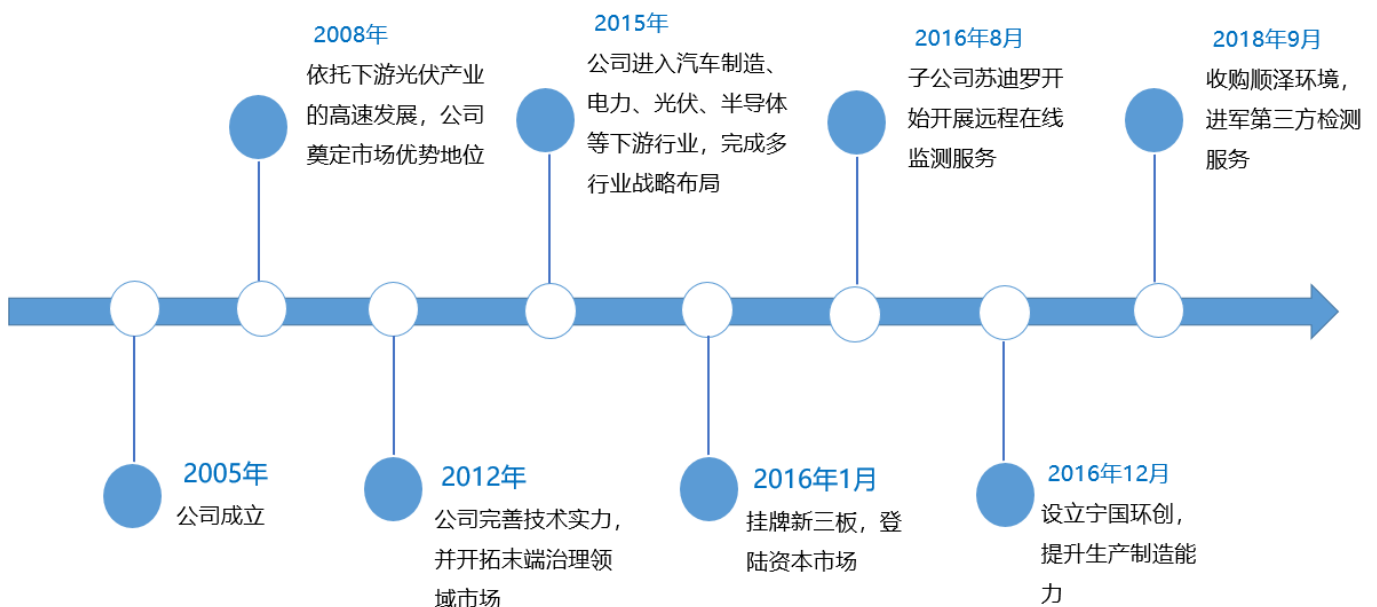 2008年
依托下游光伏产业
的高速发展，公司
奠定市场优势地位
2015年
公司进入汽车制造、
电力、光伏、半导体
等下游行业，完成多
行业战略布局
2016年8月
子公司苏迪罗开
始开展远程在线
监测服务
2018年9月
收购顺泽环境，
进军第三方检测
服务
2005年
公司成立
2012年
公司完善技术实力，
并开拓末端治理领
域市场
2016年1月
挂牌新三板，登
陆资本市场
2016年12月
设立宁国环创，
提升生产制造能
力